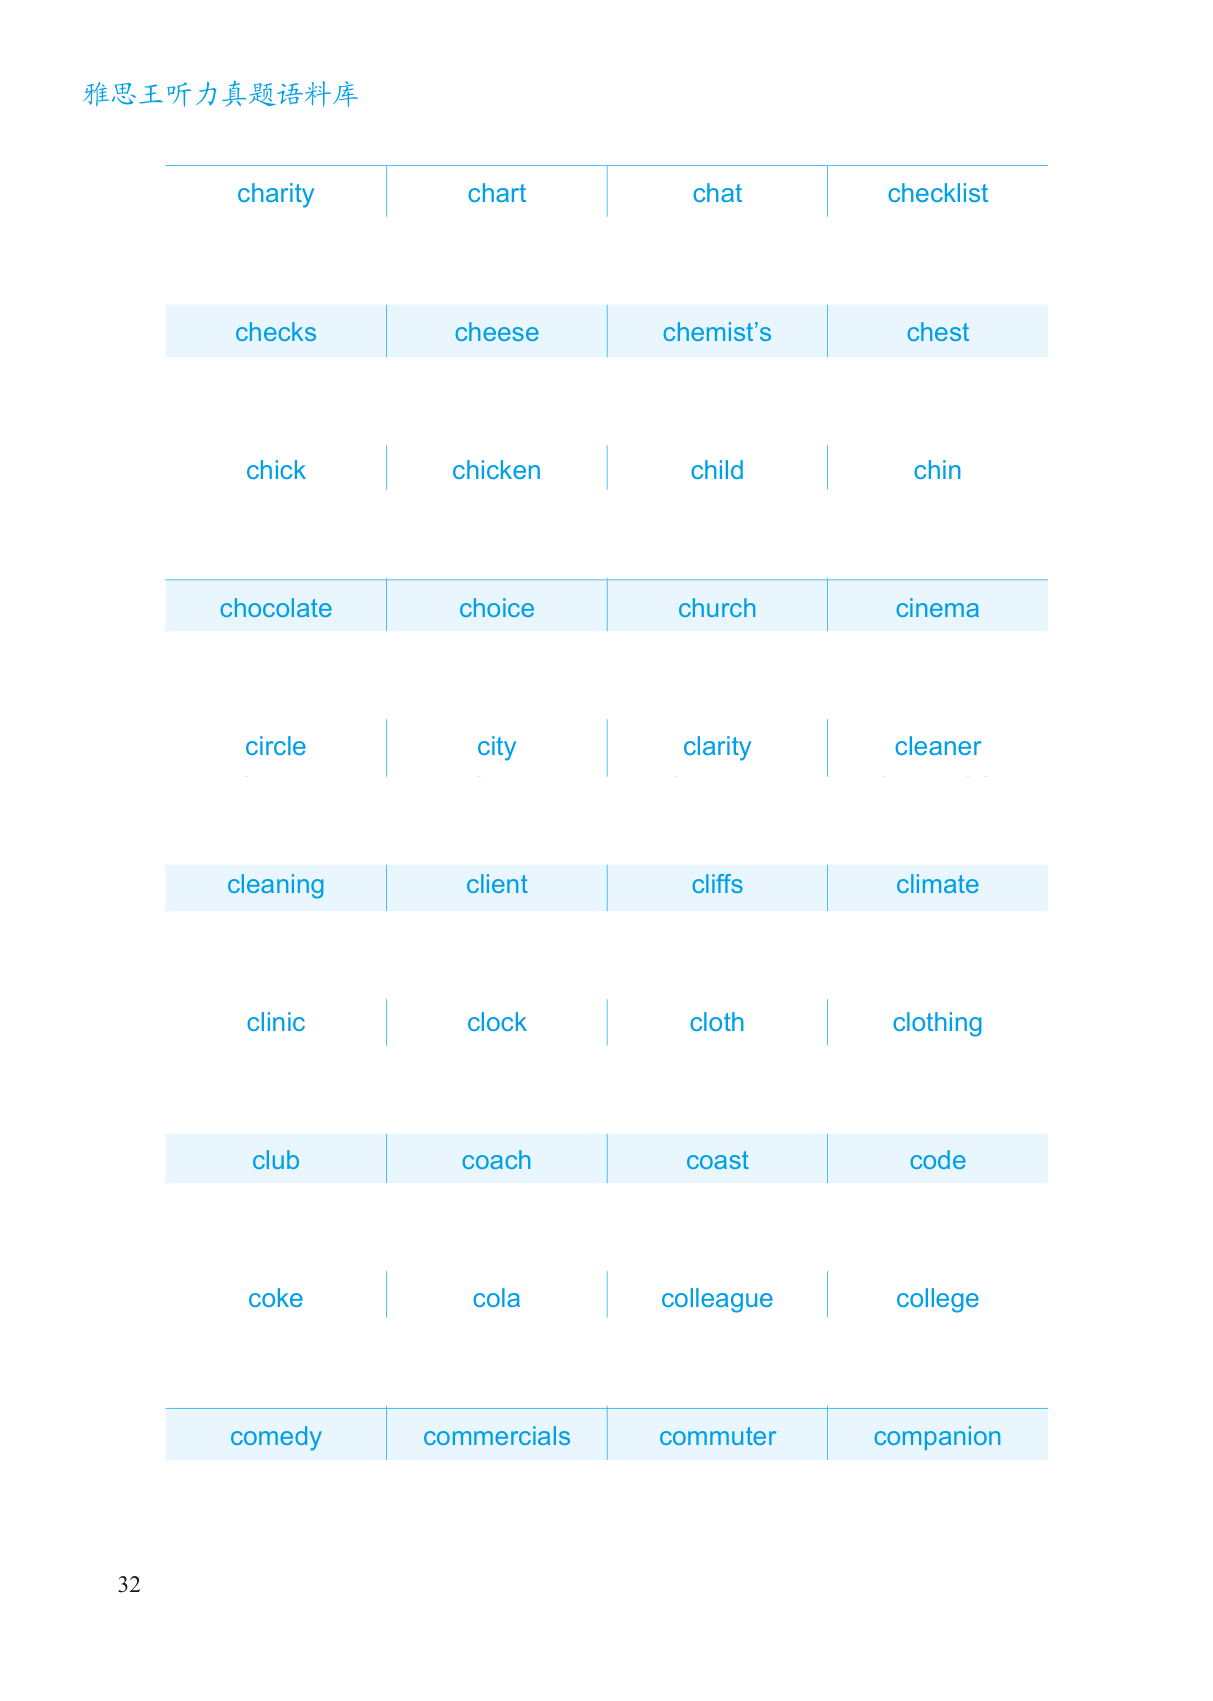 雅思王听力真题语料库
charity chart chat checklist
checks cheese chemist’s chest
chick chicken child chin
chocolate choice church cinema
circle city clarity cleaner
cleaning client cliffs climate
clinic clock cloth clothing
club coach coast code
coke cola colleague college
comedy commercials commuter companion
32